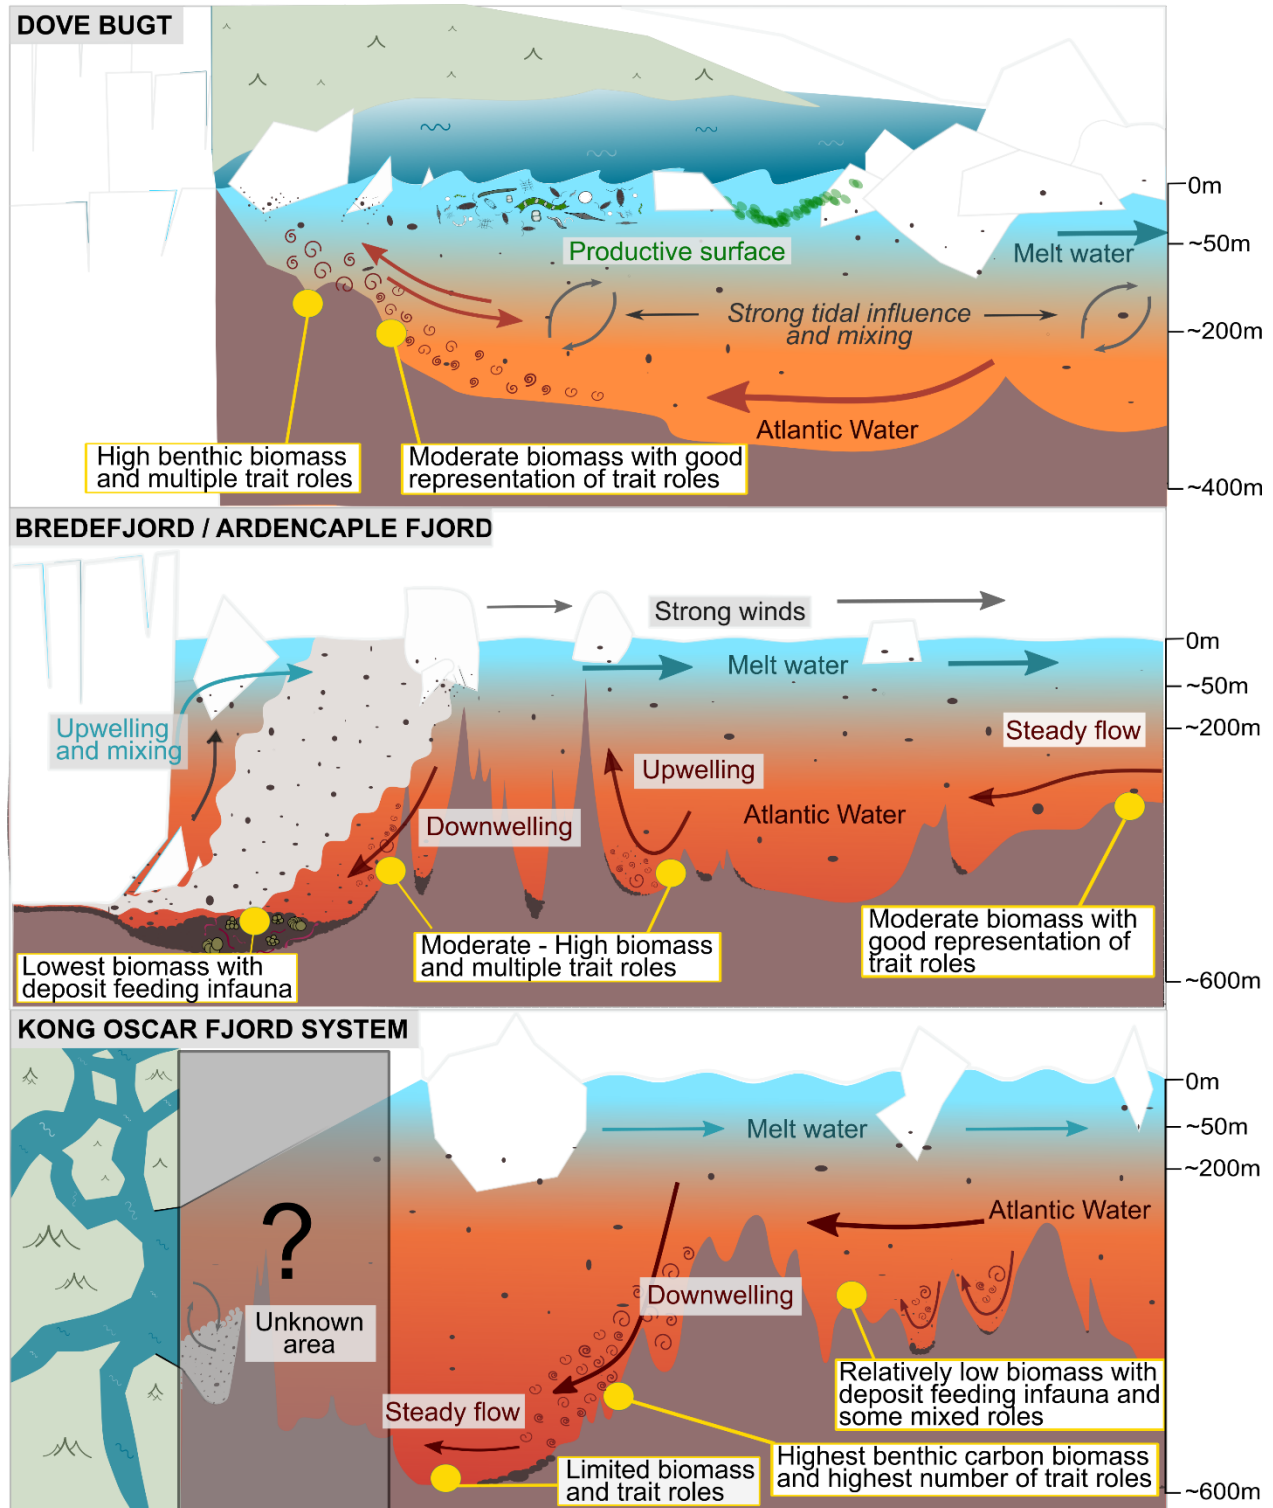 DOVE BUGT
0m
Productive surface
Melt water
~50m
Strong tidal influence
and mixing
~200m
Atlantic Water
High benthic biomass
and multiple trait roles
Moderate biomass with good
representation of trait roles
~400m
BREDEFJORD / ARDENCAPLE FJORD
Strong winds
0m
Melt water
~50m
Upwelling
and mixing
Steady flow
~200m
Upwelling
Downwelling
Atlantic Water
Lowest biomass with
deposit feeding infauna
Moderate - High biomass
and multiple trait roles
Moderate biomass with
good representation of
trait roles
~600m
KONG OSCAR FJORD SYSTEM
0m
Melt water
~50m
~200m
?
Atlantic Water
Unknown
area
Downwelling
Relatively low biomass with
deposit feeding infauna and
some mixed roles
Steady flow
Highest benthic carbon biomass
and highest number of trait roles
Limited biomass
and trait roles
~600m